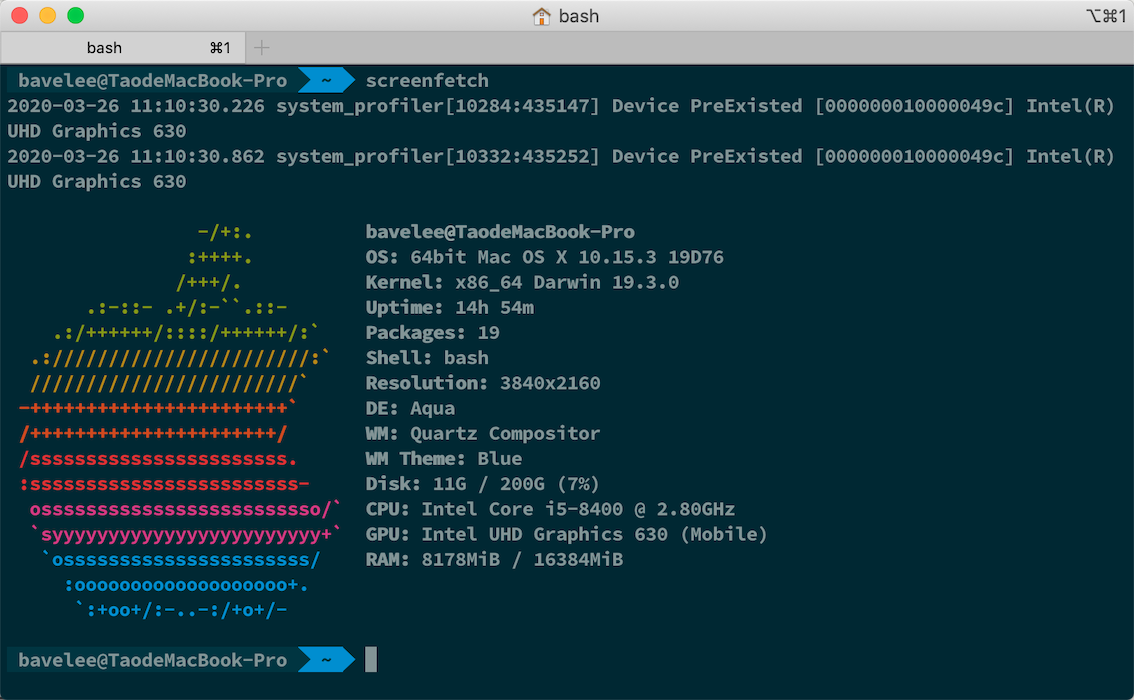 bash
⌥⌘1
bash ⌘1 +
bavelee@TaodeMacBook-Pro ~ screenfetch
2020-03-26 11:10:30.226 system_profiler[10284:435147] Device PreExisted [000000010000049c] Intel(R)
UHD Graphics 630
2020-03-26 11:10:30.862 system_profiler[10332:435252] Device PreExisted [000000010000049c] Intel(R)
UHD Graphics 630
-/+:. bavelee@TaodeMacBook-Pro
:++++. OS: 64bit Mac OS X 10.15.3 19D76
/+++/. Kernel: x86_64 Darwin 19.3.0
.:-::- .+/:-``.::- Uptime: 14h 54m
.:/++++++/::::/++++++/:` Packages: 19
.:///////////////////////:` Shell: bash
////////////////////////` Resolution: 3840x2160
-+++++++++++++++++++++++` DE: Aqua
/++++++++++++++++++++++/ WM: Quartz Compositor
/sssssssssssssssssssssss. WM Theme: Blue
:ssssssssssssssssssssssss- Disk: 11G / 200G (7%)
osssssssssssssssssssssssso/` CPU: Intel Core i5-8400 @ 2.80GHz
`syyyyyyyyyyyyyyyyyyyyyyyy+` GPU: Intel UHD Graphics 630 (Mobile)
`ossssssssssssssssssssss/ RAM: 8178MiB / 16384MiB
:ooooooooooooooooooo+.
`:+oo+/:-..-:/+o+/-
bavelee@TaodeMacBook-Pro ~